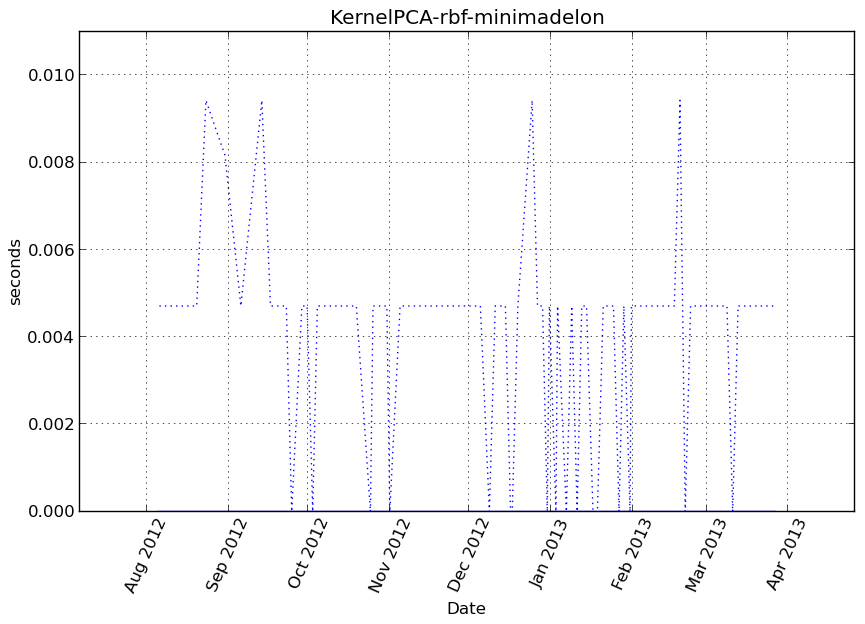 KernelPCA-rbf-minimadelon
0.010
0.008
0.006
0.004
0.002
0.000
seconds
Aug 2012
Sep 2012
Oct 2012
Nov 2012
Dec 2012
Jan 2013
Feb 2013
Mar 2013
Apr 2013
Date